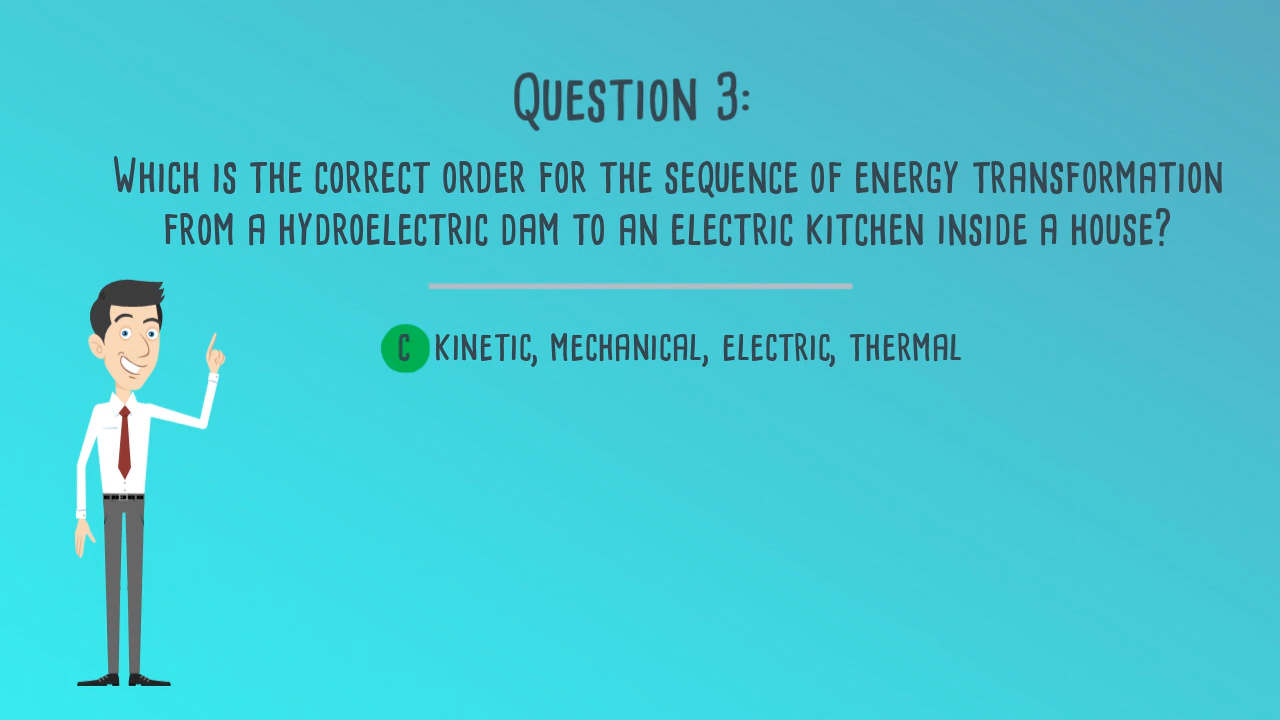 Question 3:
Which is the correct order for the sequence of energy transformation
from a hydroelectric dam to an electric kitchen inside a house?
C kinetic, mechanical, electric, thermal